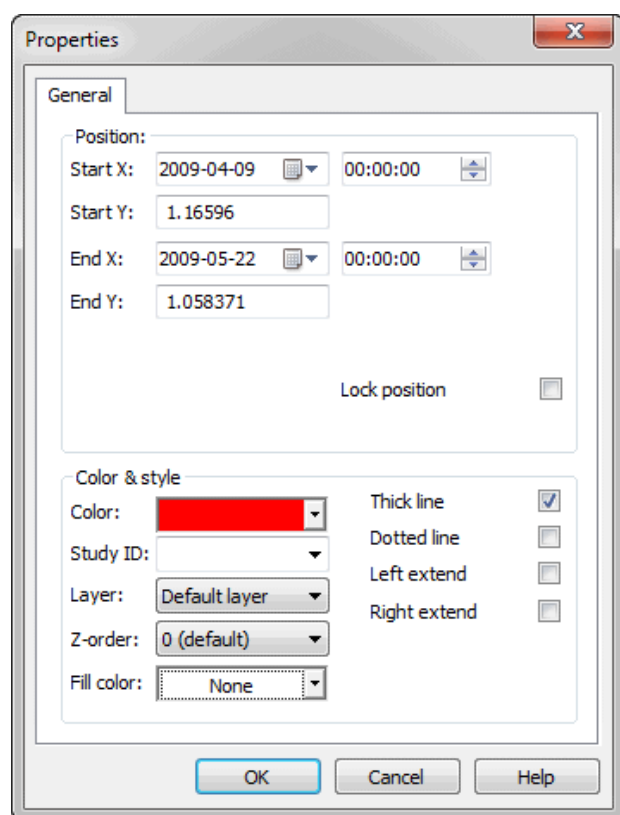 Properties
General
Position:
Start X: 2009-04-09 00:00:00
Start Y: 1.16596
End X: 2009-05-22 00:00:00
End Y: 1.058371
Lock position
Color & style
Color:
Thick line
Study ID:
Dotted line
Left extend
Layer: Default layer
Right extend
Z-order: 0 (default)
Fill color: None
OK Cancel Help